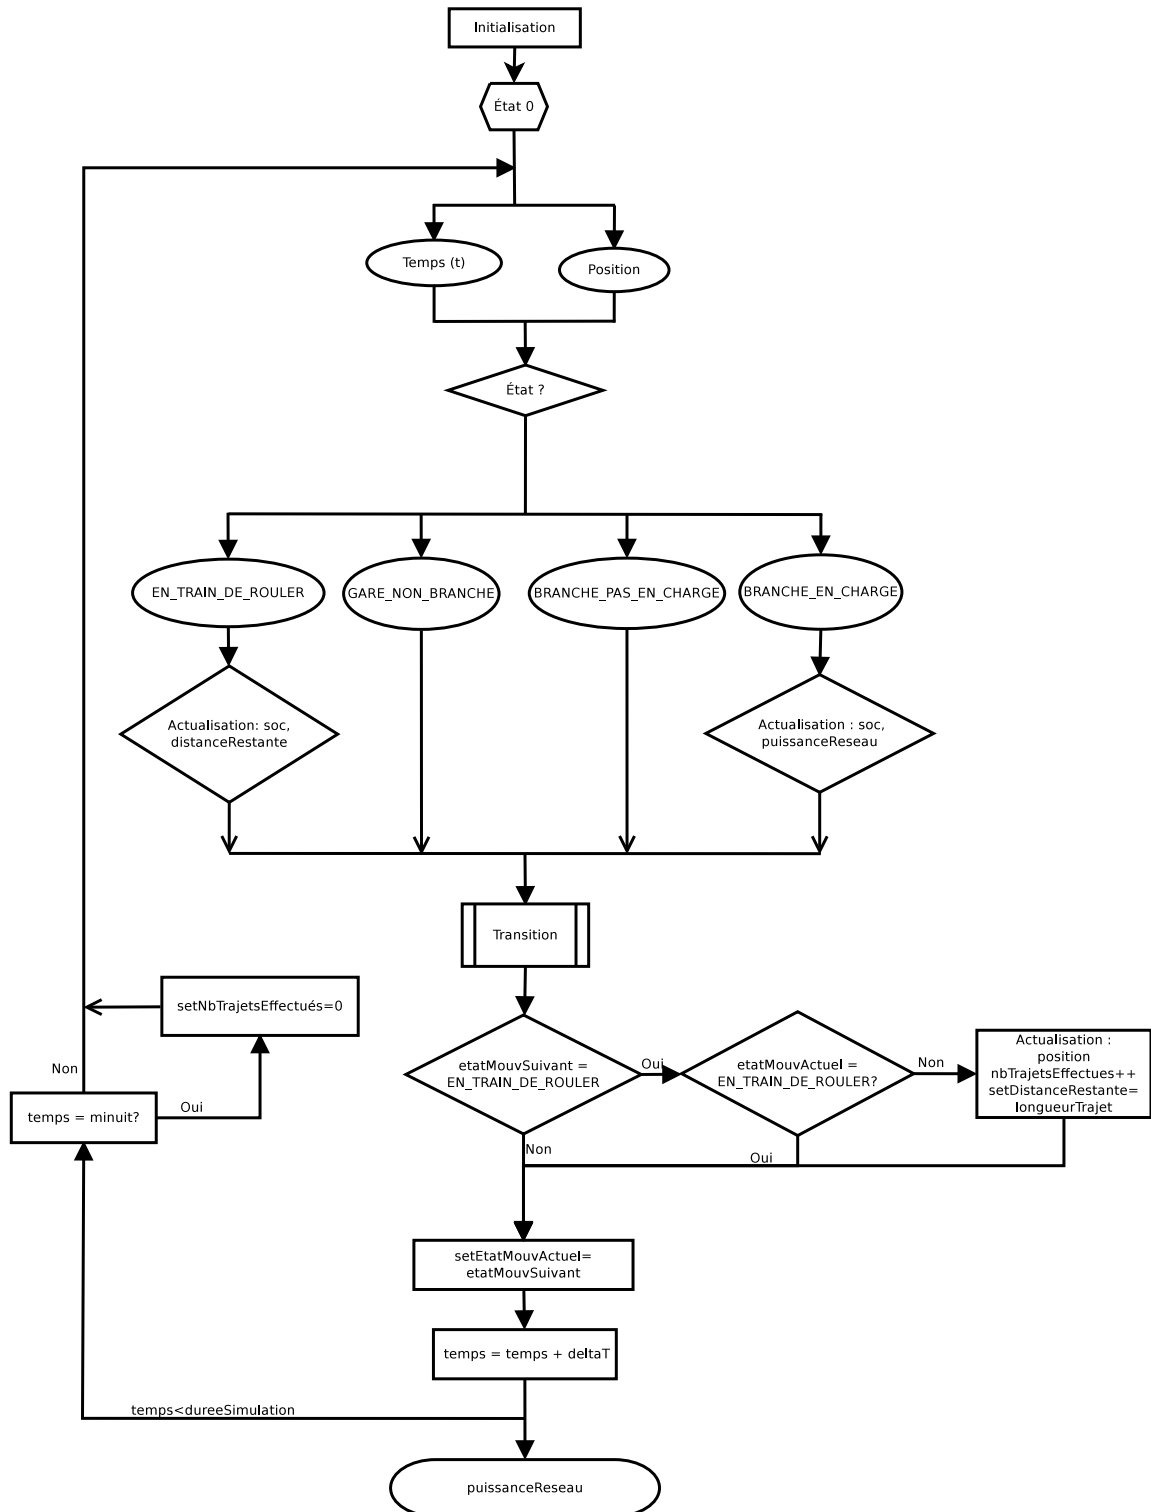 Initialisation
État 0
Temps (t)
Position
État ?
EN_TRAIN_DE_ROULER
GARE_NON_BRANCHE
BRANCHE_PAS_EN_CHARGE
BRANCHE_EN_CHARGE
Actualisation: soc,
distanceRestante
Actualisation : soc,
puissanceReseau
Transition
setNbTrajetsEffectués=0
etatMouvSuivant =
EN_TRAIN_DE_ROULER
Oui
etatMouvActuel =
EN_TRAIN_DE_ROULER?
Non
Actualisation :
position
nbTrajetsEffectues++
setDistanceRestante=
longueurTrajet
Non
temps = minuit?
Oui
Non
Oui
setEtatMouvActuel=
etatMouvSuivant
temps = temps + deltaT
temps<dureeSimulation
puissanceReseau